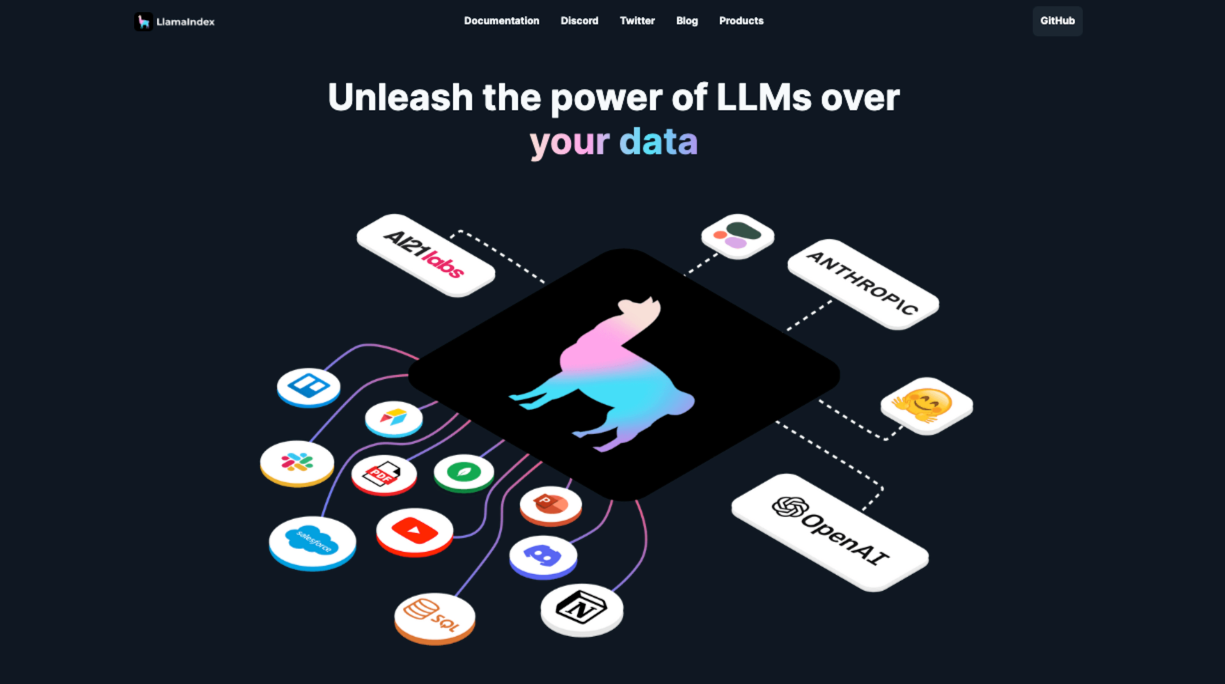 LlamaIndex
Documentation
Discord
Twitter
Blog
Products
GitHub
Unleash the power of LLMs over
your data
AI21labs
ANTHROP\C
PDF
P
salesforce
OpenAI
N
SQL